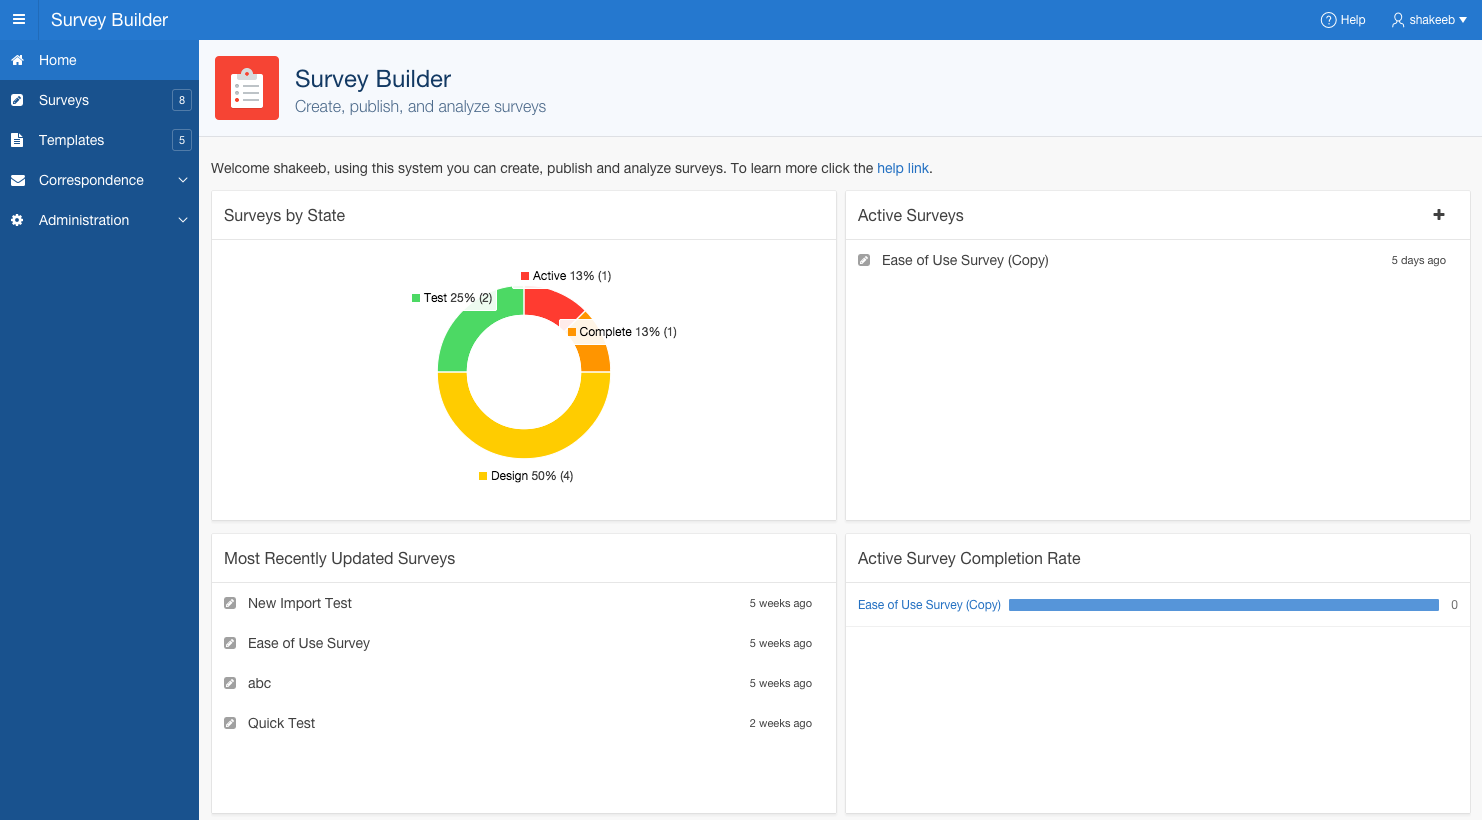 Survey Builder
Help
shakeeb
Home
Surveys 8
Templates 5
Correspondence
Administration
Survey Builder
Create, publish, and analyze surveys
Welcome shakeeb, using this system you can create, publish and analyze surveys. To learn more click the help link.
Surveys by State
Active 13% (1)
Test 25% (2)
Complete 13% (1)
Design 50% (4)
Active Surveys
Ease of Use Survey (Copy) 5 days ago
Most Recently Updated Surveys
New Import Test 5 weeks ago
Ease of Use Survey 5 weeks ago
abc 5 weeks ago
Quick Test 2 weeks ago
Active Survey Completion Rate
Ease of Use Survey (Copy) 0